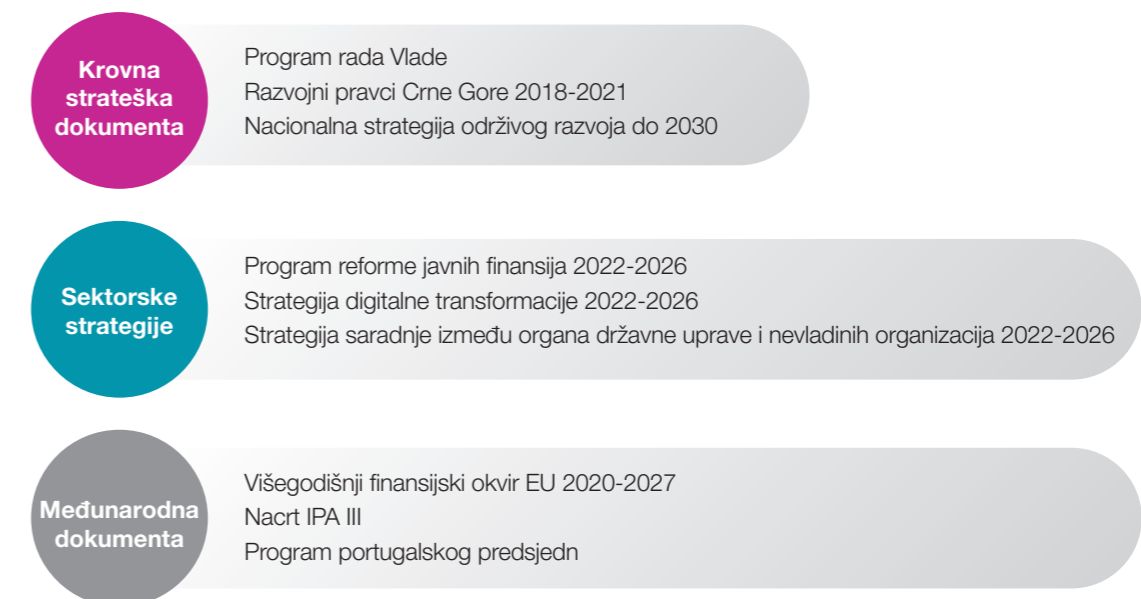 Krovna
strateška
dokumenta
Program rada Vlade
Razvojni pravci Crne Gore 2018-2021
Nacionalna strategija održivog razvoja do 2030
Sektorske
strategije
Program reforme javnih finansija 2022-2026
Strategija digitalne transformacije 2022-2026
Strategija saradnje između organa državne uprave i nevladinih organizacija 2022-2026
Međunarodna
dokumenta
Višegodišnji finansijski okvir EU 2020-2027
Nacrt IPA III
Program portugalskog predsjedn